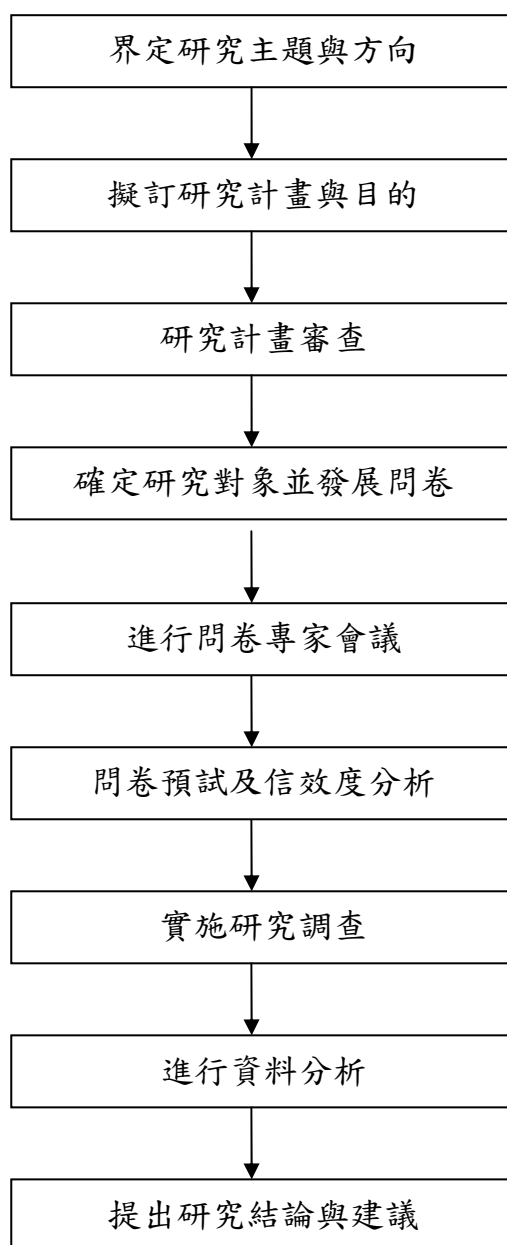 界定研究主題與方向
擬訂研究計畫與目的
研究計畫審查
確定研究對象並發展問卷
進行問卷專家會議
問卷預試及信效度分析
實施研究調查
進行資料分析
提出研究結論與建議